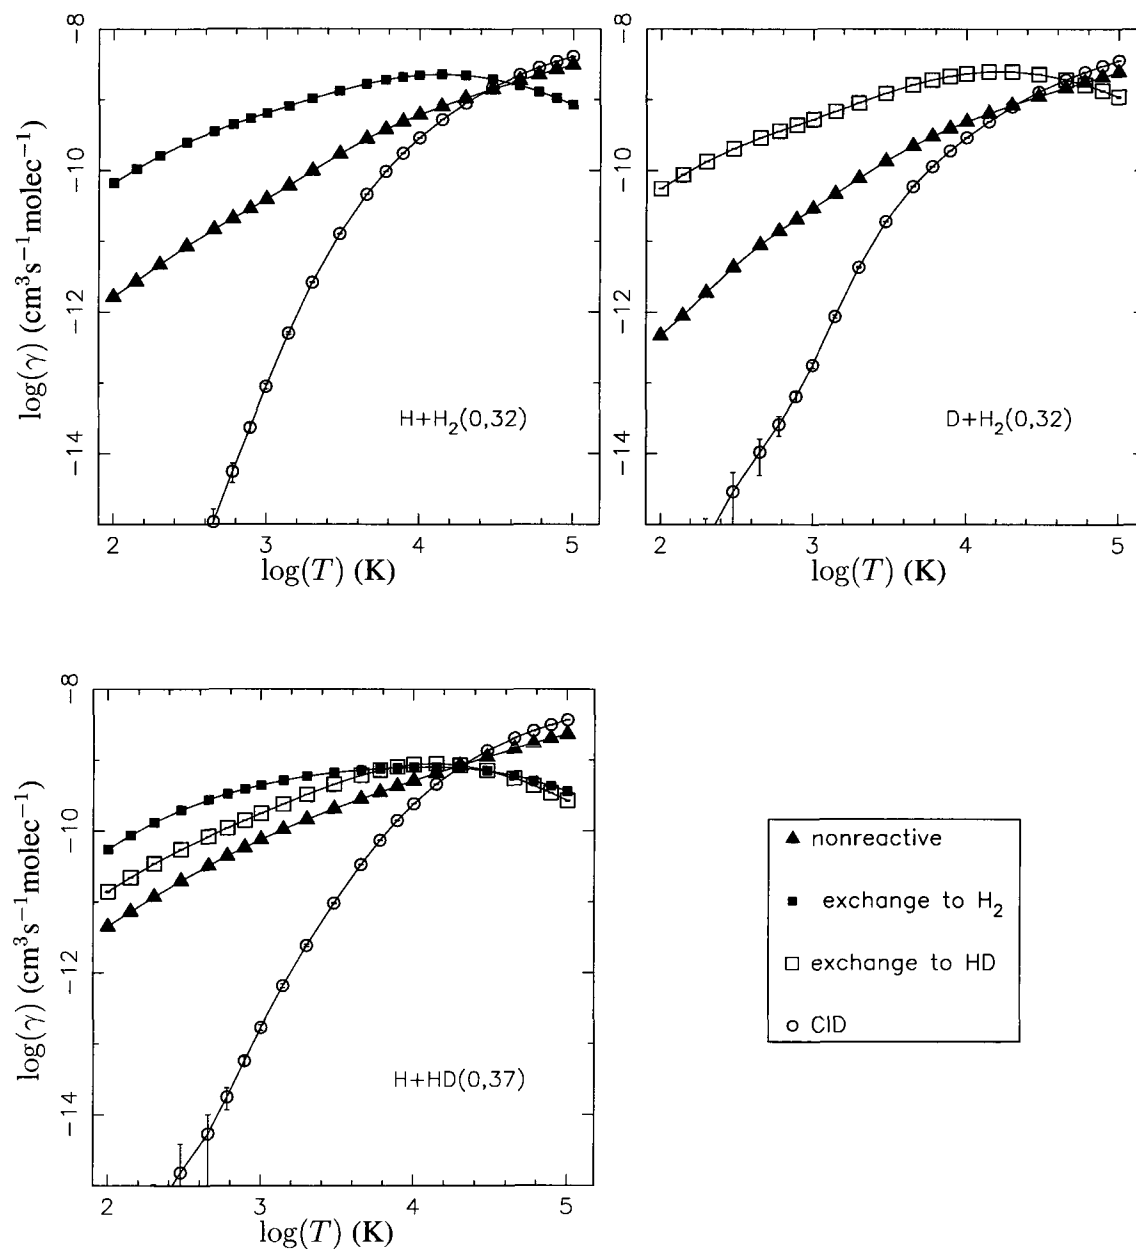 -8
-10
-12
-14
log(γ) (cm³s⁻¹molec⁻¹)
H+H₂(0,32)
2 3 4 5
log(T) (K)
-8
-10
-12
-14
D+H₂(0,32)
2 3 4 5
log(T) (K)
-8
-10
-12
-14
log(γ) (cm³s⁻¹molec⁻¹)
H+HD(0,37)
2 3 4 5
log(T) (K)
nonreactive
exchange to H₂
exchange to HD
CID